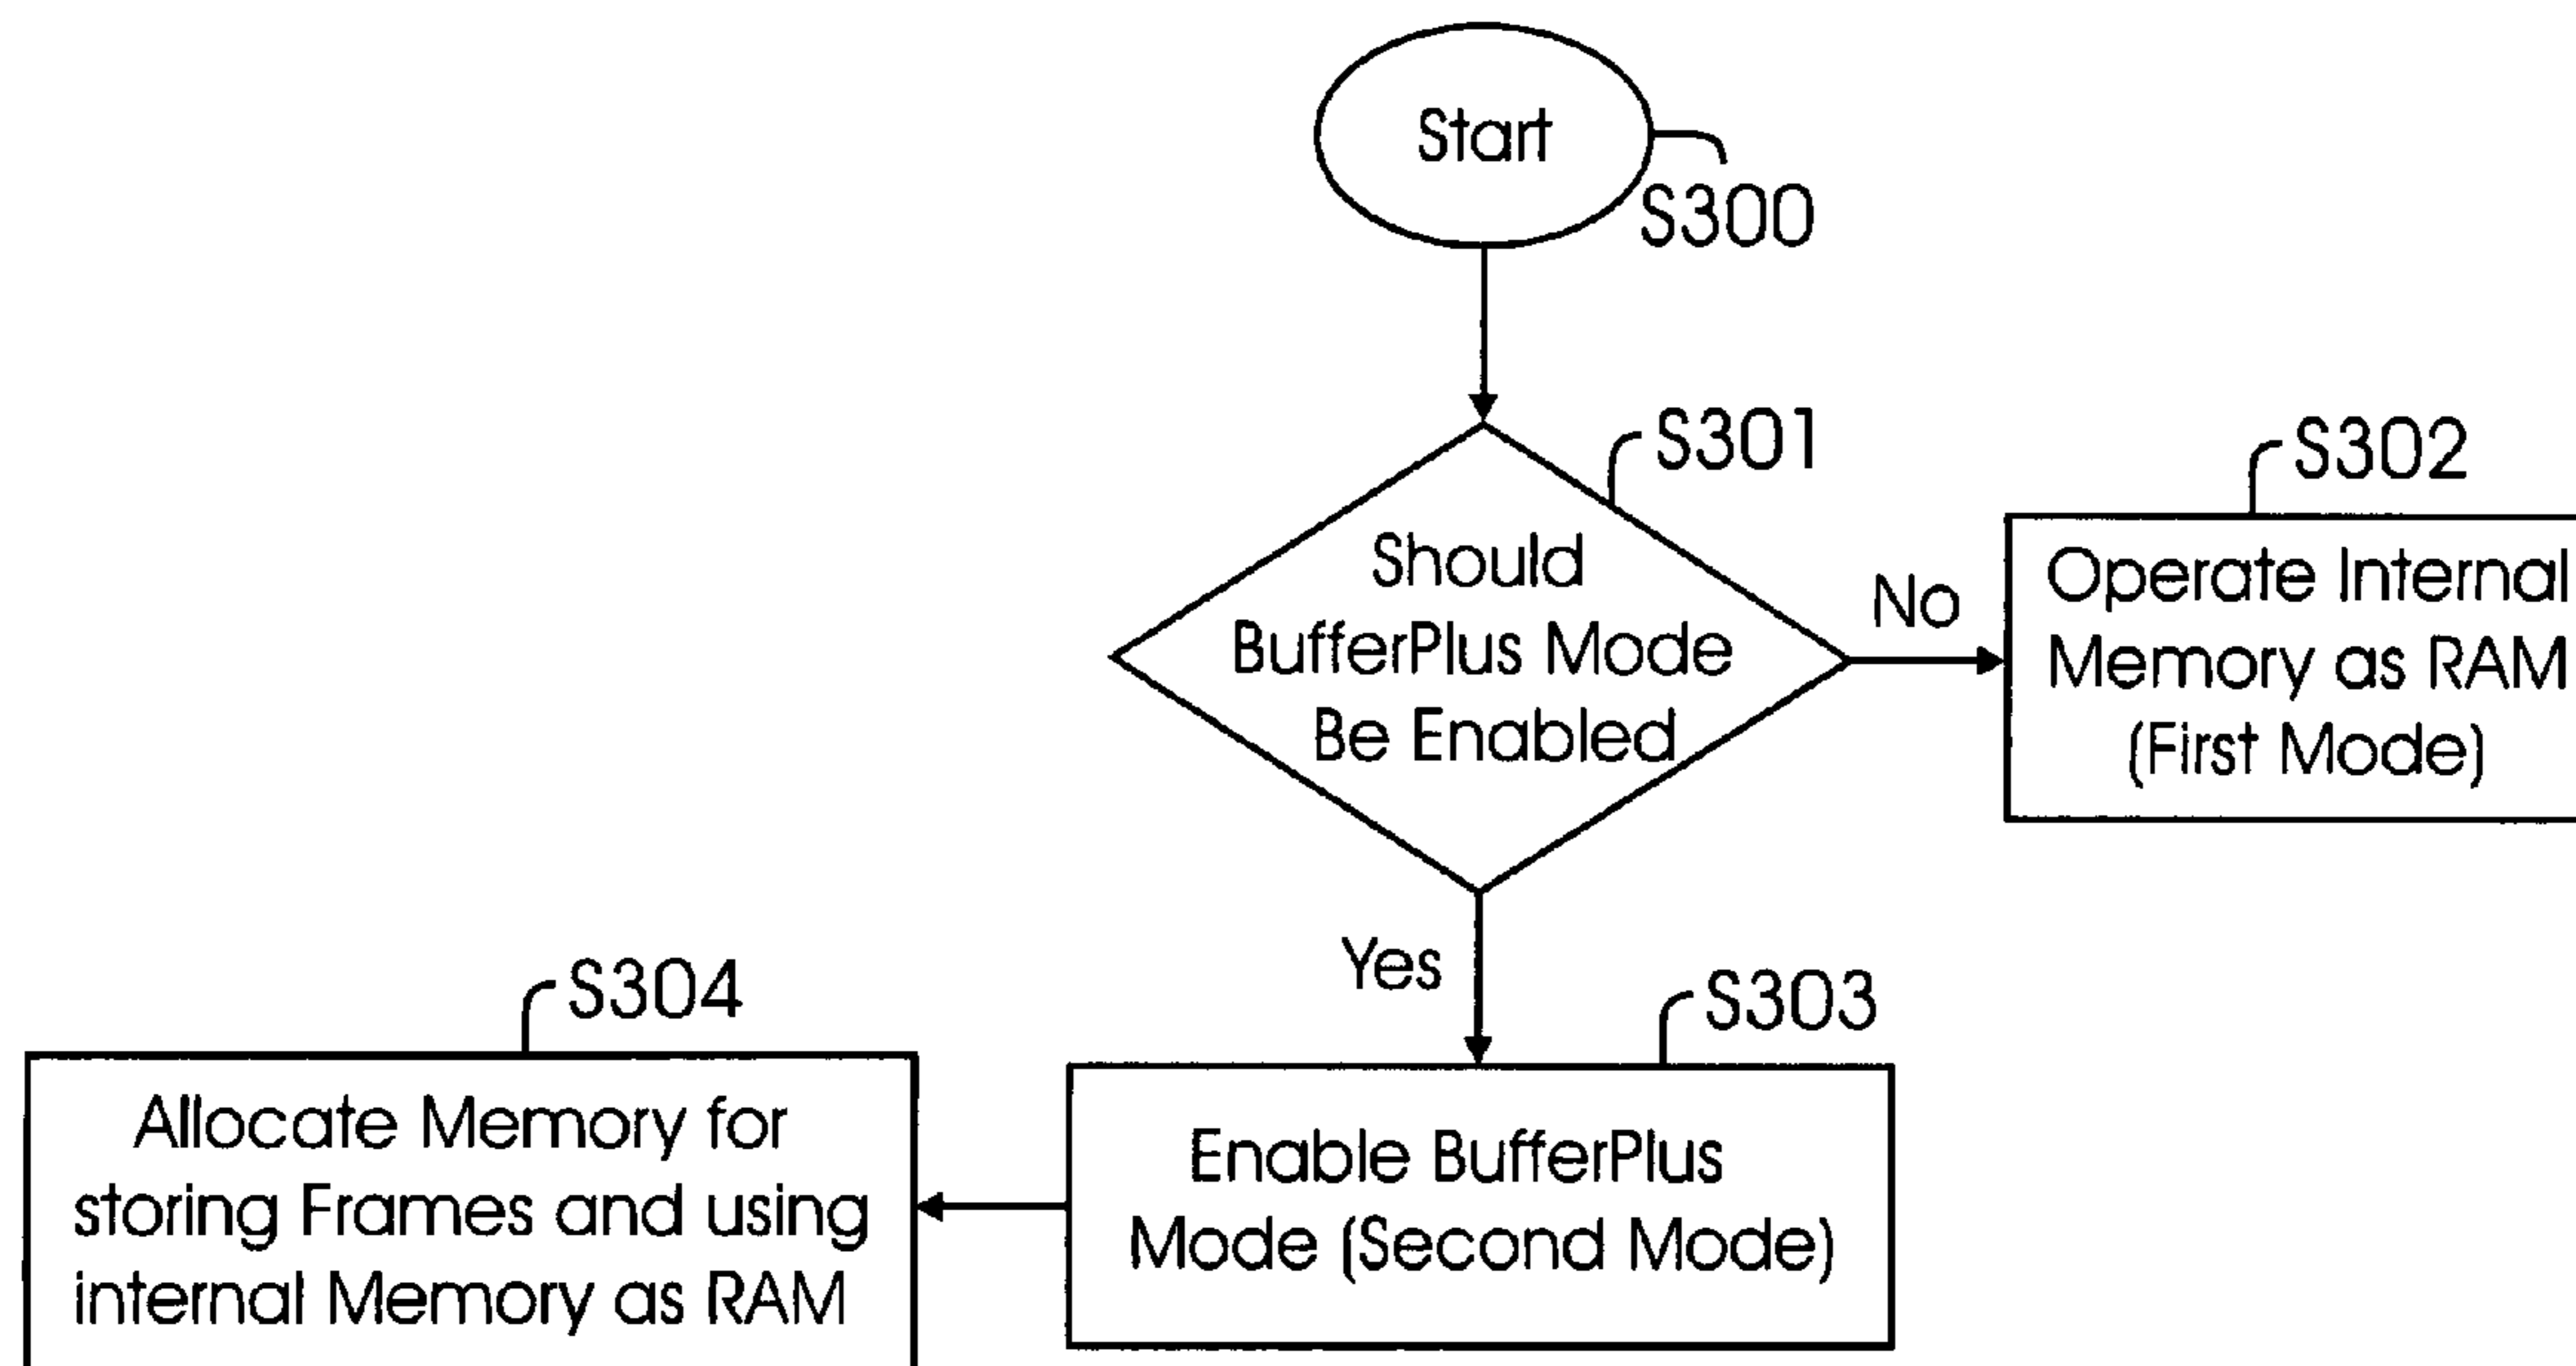 Start
S300
S301
Should
BufferPlus Mode
Be Enabled
No
S302
Operate Internal
Memory as RAM
(First Mode)
Yes
S303
Enable BufferPlus
Mode (Second Mode)
S304
Allocate Memory for
storing Frames and using
internal Memory as RAM